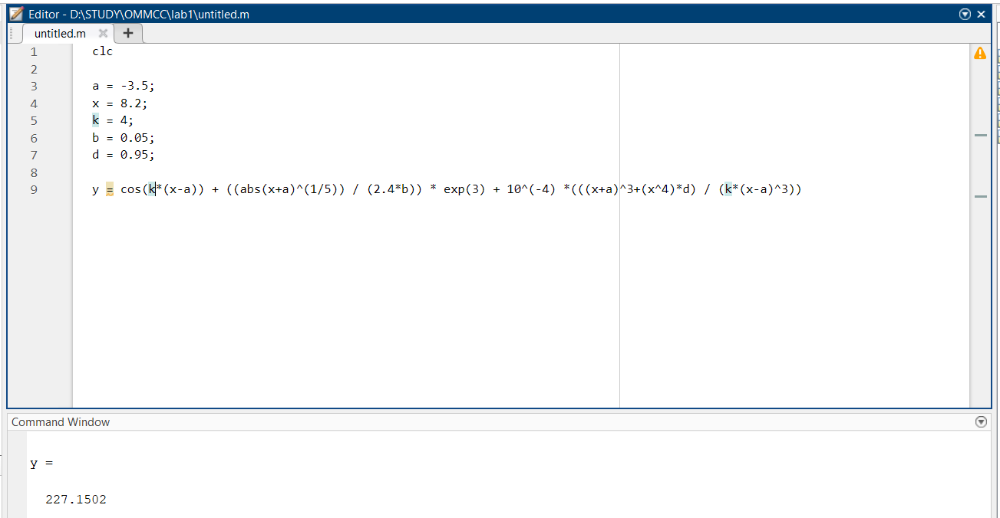 Editor - D:\STUDY\OMMCC\lab1\untitled.m
untitled.m
1 clc
2
3 a = -3.5;
4 x = 8.2;
5 k = 4;
6 b = 0.05;
7 d = 0.95;
8
9 y = cos(k*(x-a)) + ((abs(x+a)^(1/5)) / (2.4*b)) * exp(3) + 10^(-4) *(((x+a)^3+(x^4)*d) / (k*(x-a)^3))
Command Window
y =
227.1502